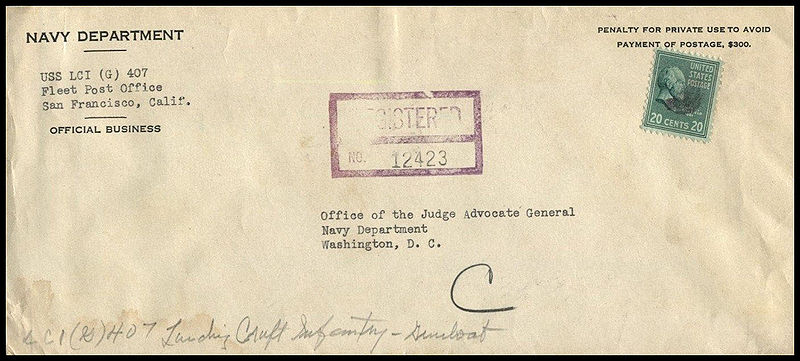 NAVY DEPARTMENT
USS LCI (G) 407
Fleet Post Office
San Francisco, Calif.
OFFICIAL BUSINESS
PENALTY FOR PRIVATE USE TO AVOID
PAYMENT OF POSTAGE, $300.
UNITED
STATES
POSTAGE
20 CENTS 20
REGISTERED
NO. 12423
Office of the Judge Advocate General
Navy Department
Washington, D. C.
C
LCI(G)407 Landing Craft Infantry - Gunboat